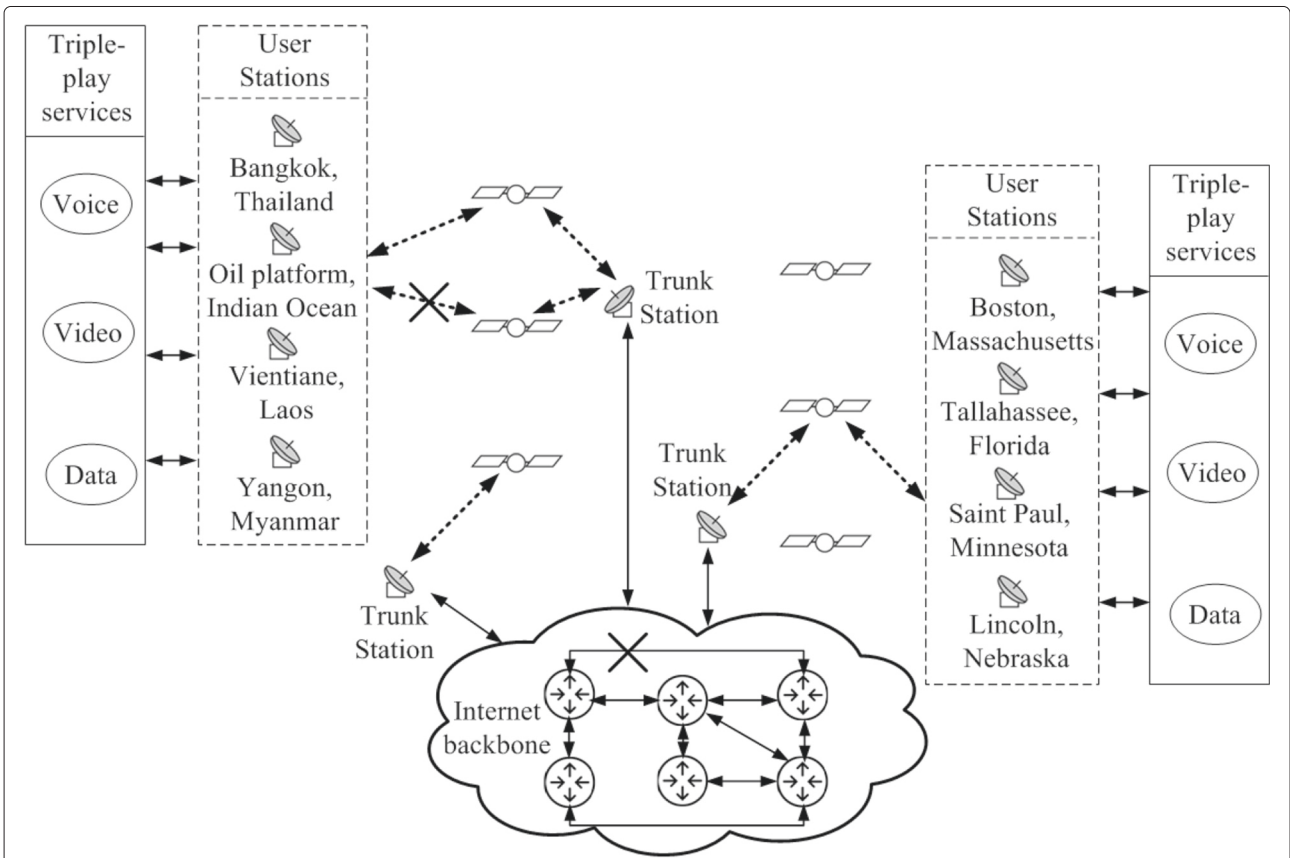 Triple-
play
services
Voice
Video
Data
User
Stations
Bangkok,
Thailand
Oil platform,
Indian Ocean
Vientiane,
Laos
Yangon,
Myanmar
Trunk
Station
Trunk
Station
Trunk
Station
Internet
backbone
User
Stations
Boston,
Massachusetts
Tallahassee,
Florida
Saint Paul,
Minnesota
Lincoln,
Nebraska
Triple-
play
services
Voice
Video
Data